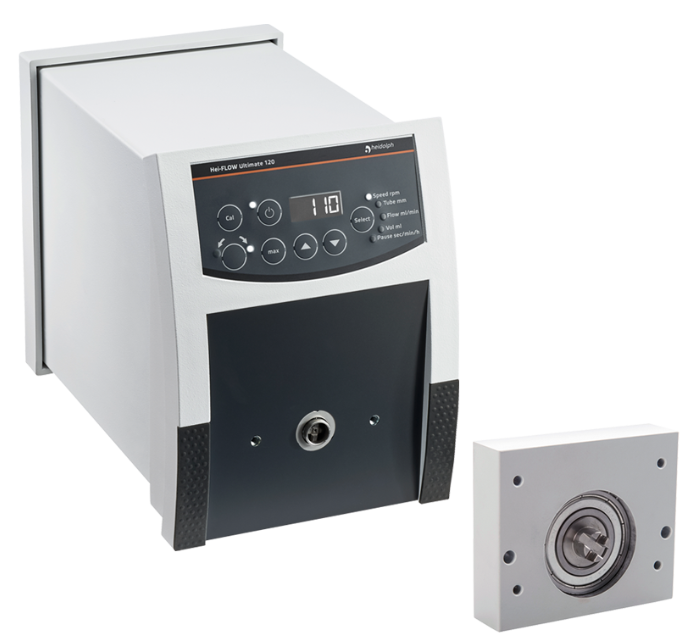 heidolph
Hei-FLOW Ultimate 120
Cal
110
Select
Speed rpm
Tube mm
Flow ml/min
Vol ml
Pause sec/min/h
max